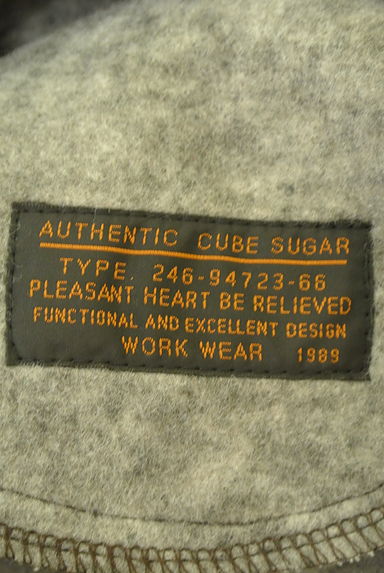 AUTHENTIC CUBE SUGAR
TYPE. 246-94723-66
PLEASANT HEART BE RELIEVED
FUNCTIONAL AND EXCELLENT DESIGN
WORK WEAR 1989